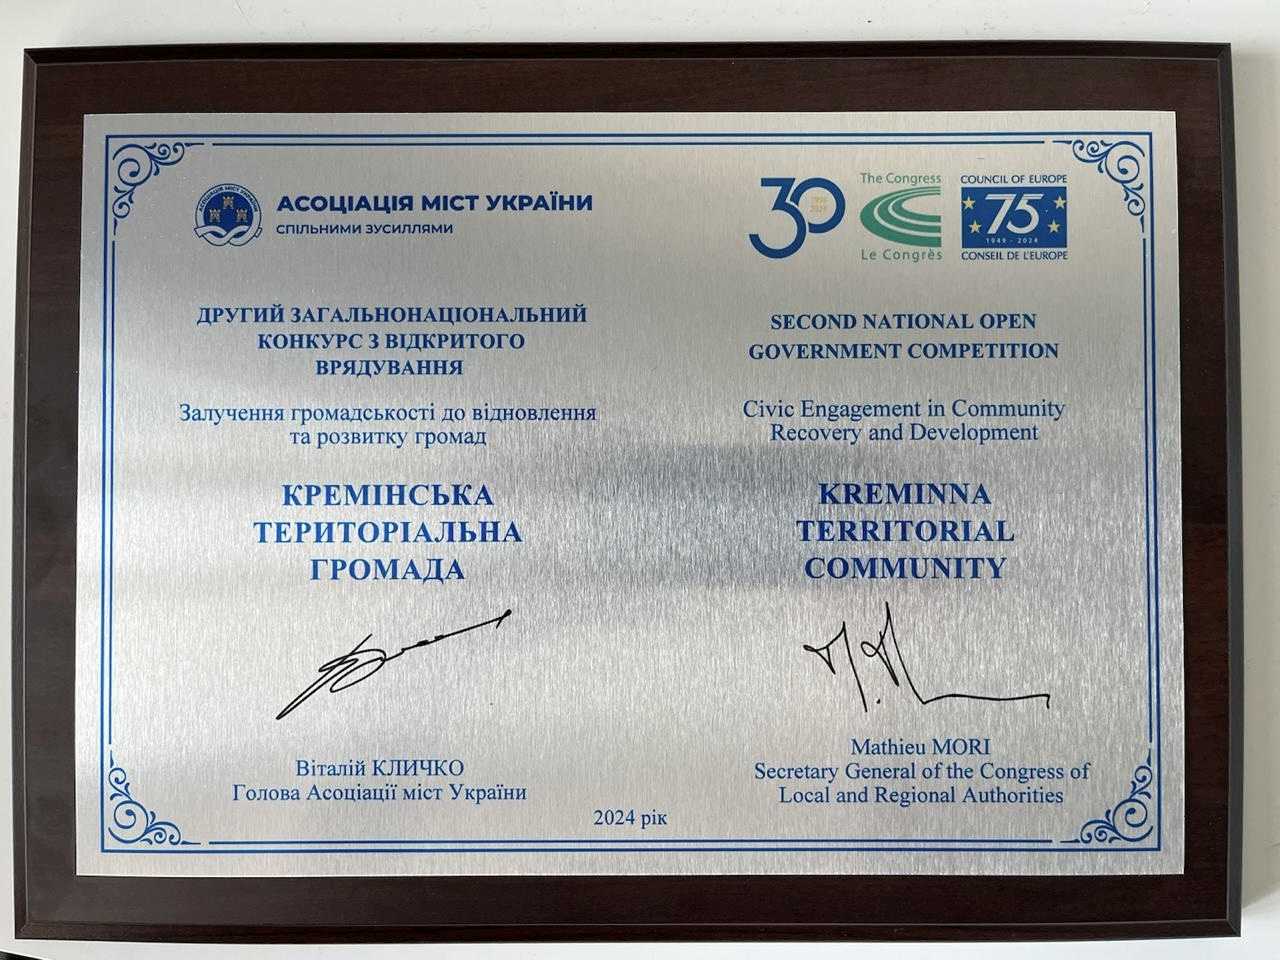 АСОЦІАЦІЯ МІСТ УКРАЇНИ
АСОЦІАЦІЯ МІСТ УКРАЇНИ
СПІЛЬНИМИ ЗУСИЛЛЯМИ
30
The Congress
Le Congrès
COUNCIL OF EUROPE
75
1949 - 2024
CONSEIL DE L'EUROPE
ДРУГИЙ ЗАГАЛЬНОНАЦІОНАЛЬНИЙ
КОНКУРС З ВІДКРИТОГО
ВРЯДУВАННЯ
Залучення громадськості до відновлення
та розвитку громад
КРЕМІНСЬКА
ТЕРИТОРІАЛЬНА
ГРОМАДА
Віталій КЛИЧКО
Голова Асоціації міст України
SECOND NATIONAL OPEN
GOVERNMENT COMPETITION
Civic Engagement in Community
Recovery and Development
KREMINNA
TERRITORIAL
COMMUNITY
Mathieu MORI
Secretary General of the Congress of
Local and Regional Authorities
2024 рік